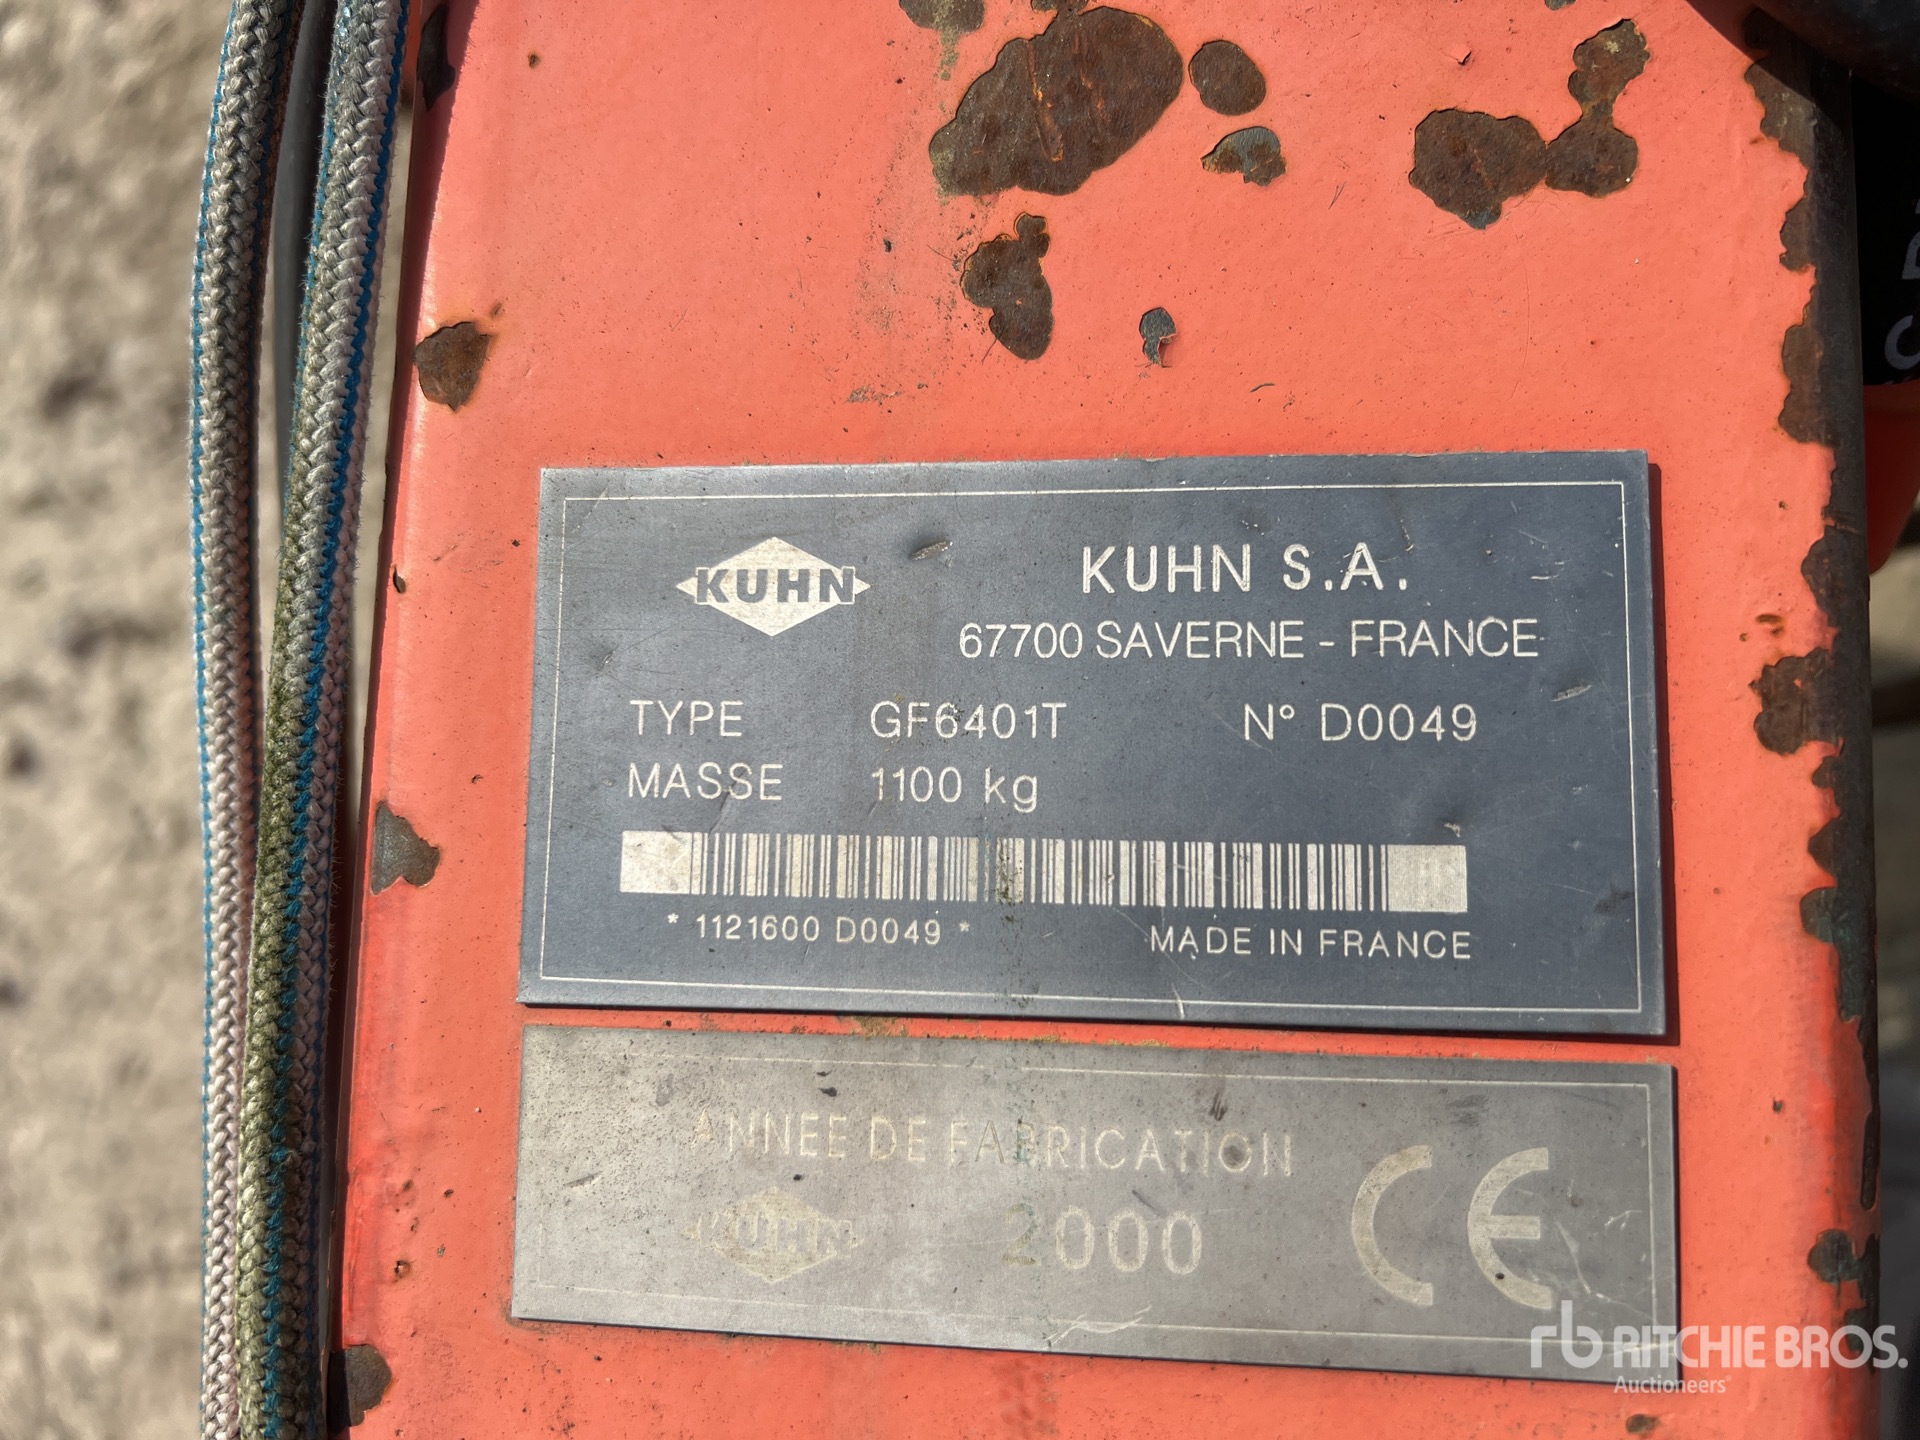 KUHN
KUHN S.A.
67700 SAVERNE - FRANCE
TYPE GF6401T N° D0049
MASSE 1100 kg
* 1121600 D0049 *
MADE IN FRANCE
ANNEE DE FABRICATION
KUHN
2000
CE
rb RITCHIE BROS.
Auctioneers